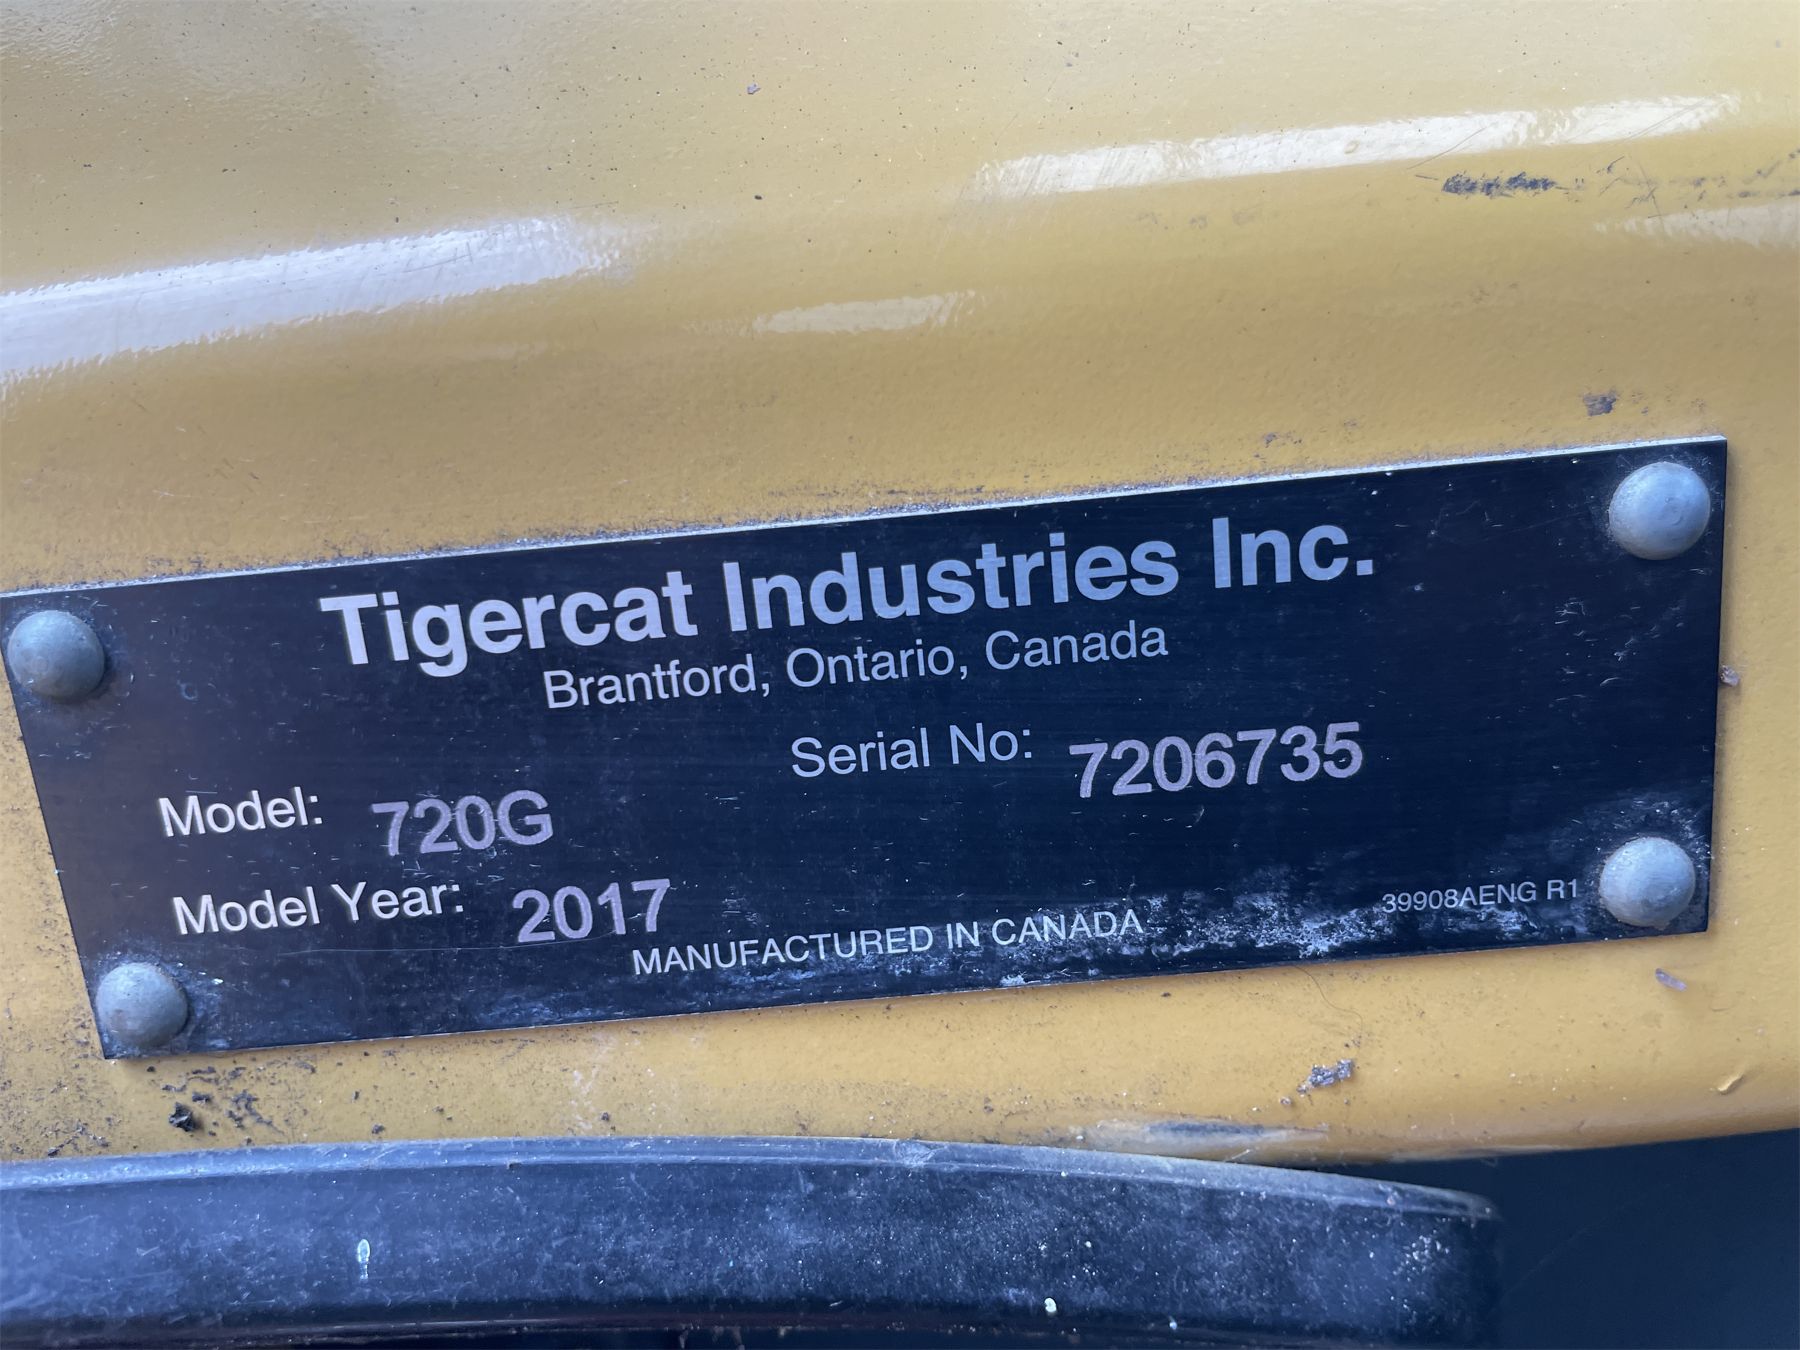 Tigercat Industries Inc.
Brantford, Ontario, Canada
Serial No: 7206735
Model: 720G
Model Year: 2017
MANUFACTURED IN CANADA
39908AENG R1